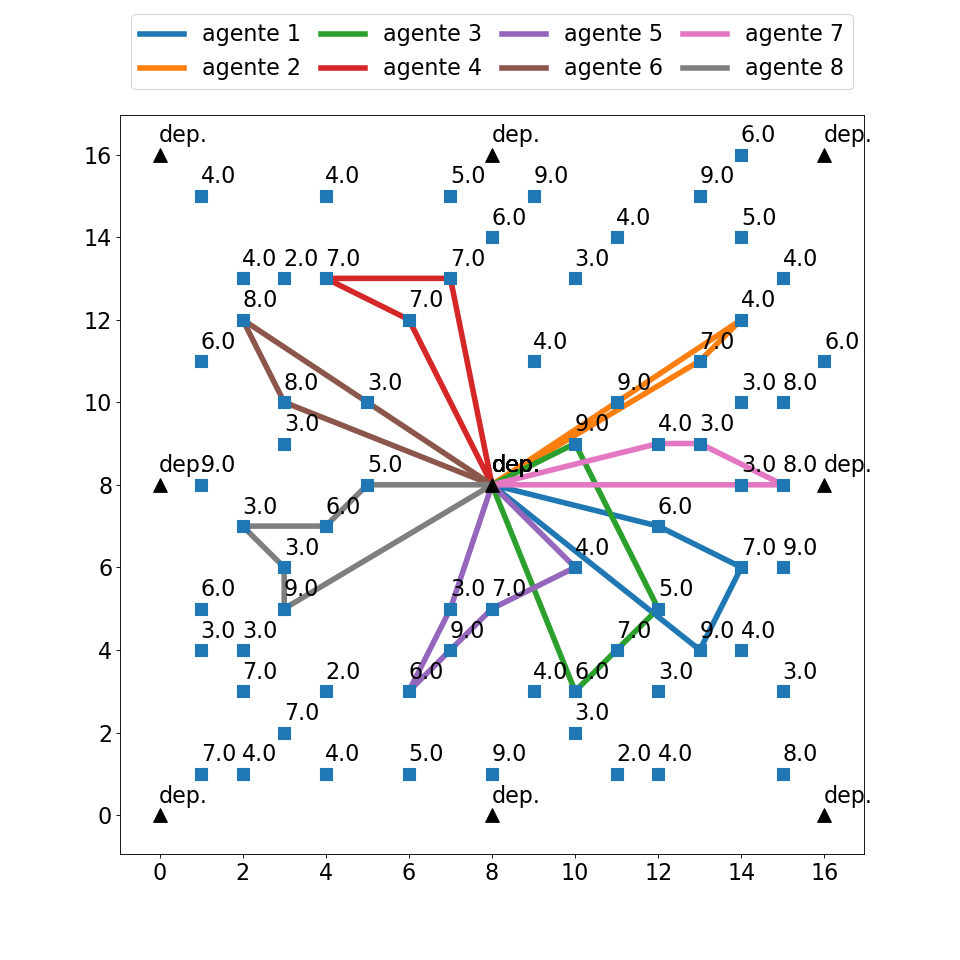 agente 1 agente 3 agente 5 agente 7
agente 2 agente 4 agente 6 agente 8
dep. dep. 6.0 dep.
16
4.0 4.0 5.0 9.0 9.0
6.0 4.0 5.0
14
4.0 2.0 7.0 7.0 3.0 4.0
8.0 7.0 4.0
12
6.0 4.0 7.0 6.0
8.0 3.0 9.0 3.0 8.0
10
3.0 9.0 4.0 3.0
dep. 9.0 5.0 dep. 3.0 8.0 dep.
8
3.0 6.0 6.0
3.0 4.0 7.0 9.0
6
6.0 9.0 3.0 7.0 5.0
3.0 3.0 9.0 7.0 9.0 4.0
4
7.0 2.0 6.0 4.0 6.0 3.0 3.0
7.0 3.0
2
7.0 4.0 4.0 5.0 9.0 2.0 4.0 8.0
dep. dep. dep.
0
0 2 4 6 8 10 12 14 16